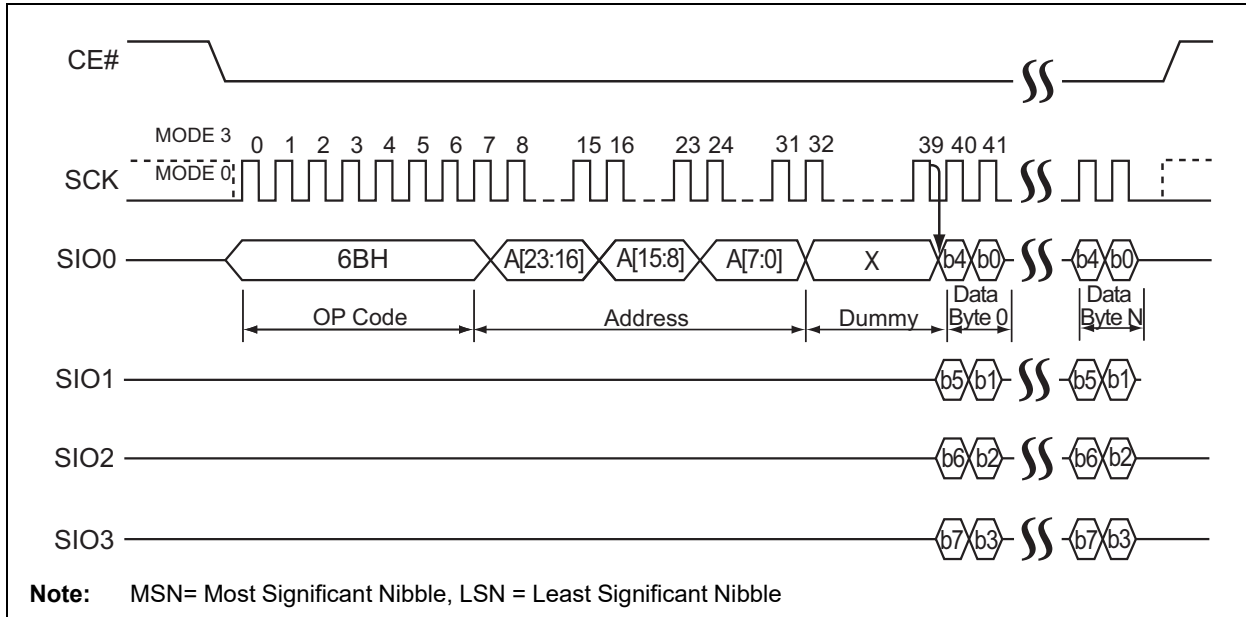 CE#
MODE 3
0 1 2 3 4 5 6 7 8 15 16 23 24 31 32 39 40 41
SCK
MODE 0
SIO0 6BH A[23:16] A[15:8] A[7:0] X b4 b0 b4 b0
OP Code Address Dummy Data Byte 0 Data Byte N
SIO1 b5 b1 b5 b1
SIO2 b6 b2 b6 b2
SIO3 b7 b3 b7 b3
Note: MSN= Most Significant Nibble, LSN = Least Significant Nibble